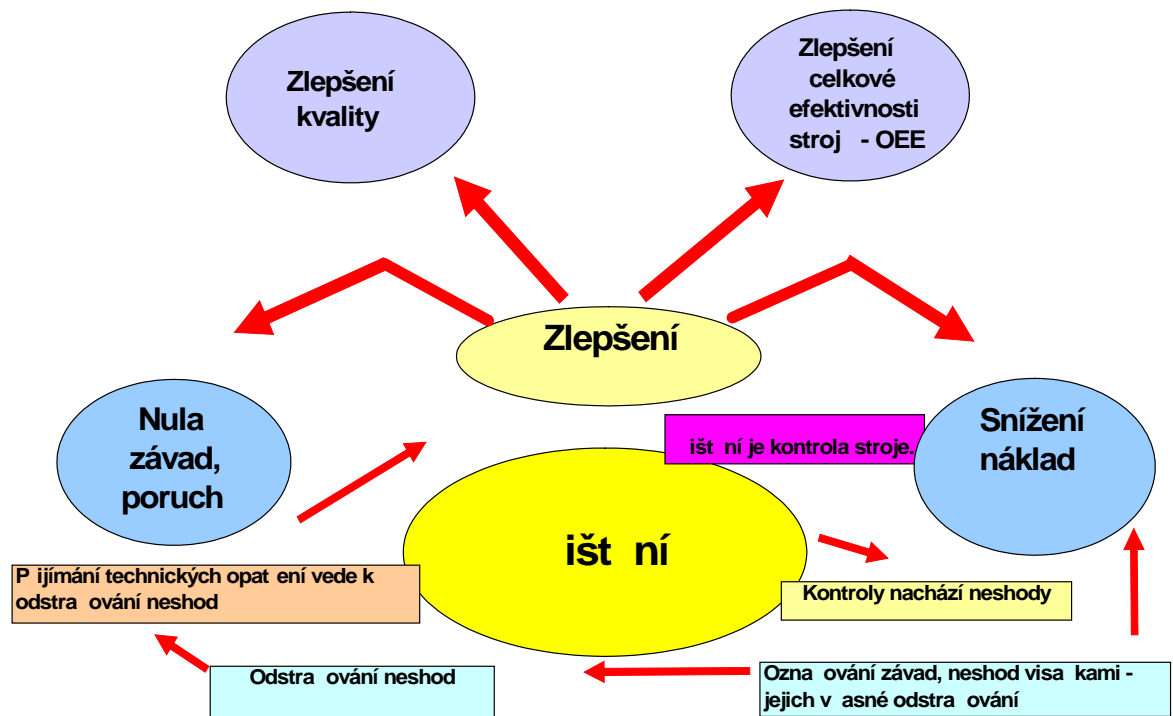 Zlepšení
kvality
Zlepšení
celkové
efektivnosti
stroj - OEE
Zlepšení
Nula
závad,
poruch
išt ní je kontrola stroje.
Snížení
náklad
išt ní
P ijímání technických opat ení vede k
odstra ování neshod
Kontroly nachází neshody
Odstra ování neshod
Ozna ování závad, neshod visa kami -
jejich v asné odstra ování